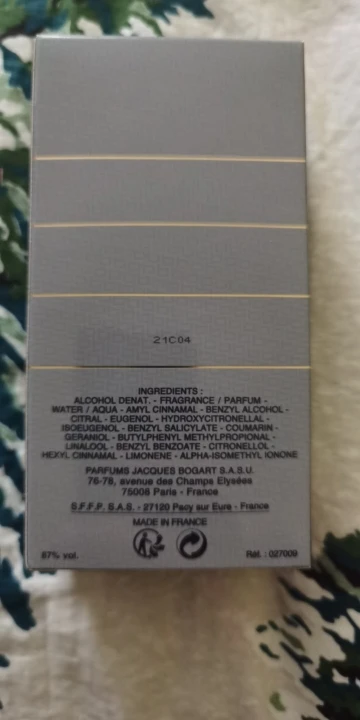 21C04
INGREDIENTS :
ALCOHOL DENAT. - FRAGRANCE / PARFUM -
WATER / AQUA - AMYL CINNAMAL - BENZYL ALCOHOL -
CITRAL - EUGENOL - HYDROXYCITRONELLAL -
ISOEUGENOL - BENZYL SALICYLATE - COUMARIN -
GERANIOL - BUTYLPHENYL METHYLPROPIONAL -
LINALOOL - BENZYL BENZOATE - CITRONELLOL -
HEXYL CINNAMAL - LIMONENE - ALPHA-ISOMETHYL IONONE
PARFUMS JACQUES BOGART S.A.S.U.
76-78, avenue des Champs Elysées
75008 Paris - France
S.F.F.P. S.A.S. - 27120 Pacy sur Eure - France
MADE IN FRANCE
87% vol.
Réf. : 027009